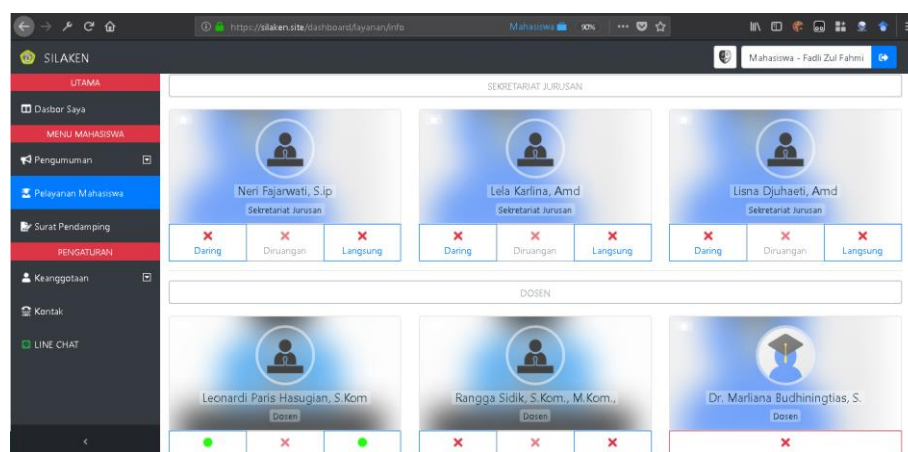 https://silaken.site/dashboard/layanan/info
Mahasiswa
90%
SILAKEN
Mahasiswa - Fadli Zul Fahmi
UTAMA
Dasbor Saya
MENU MAHASISWA
Pengumuman
Pelayanan Mahasiswa
Surat Pendamping
PENGATURAN
Keanggotaan
Kontak
LINE CHAT
SEKRETARIAT JURUSAN
Neri Fajarwati, S.ip
Sekretariat Jurusan
Daring
Diruangan
Langsung
Lela Karlina, Amd
Sekretariat Jurusan
Daring
Diruangan
Langsung
Lisna Djuhaeti, Amd
Sekretariat Jurusan
Daring
Diruangan
Langsung
DOSEN
Leonardi Paris Hasugian, S.Kom
Dosen
Rangga Sidik, S.Kom., M.Kom.,
Dosen
Dr. Marliana Budhiningtias, S.
Dosen